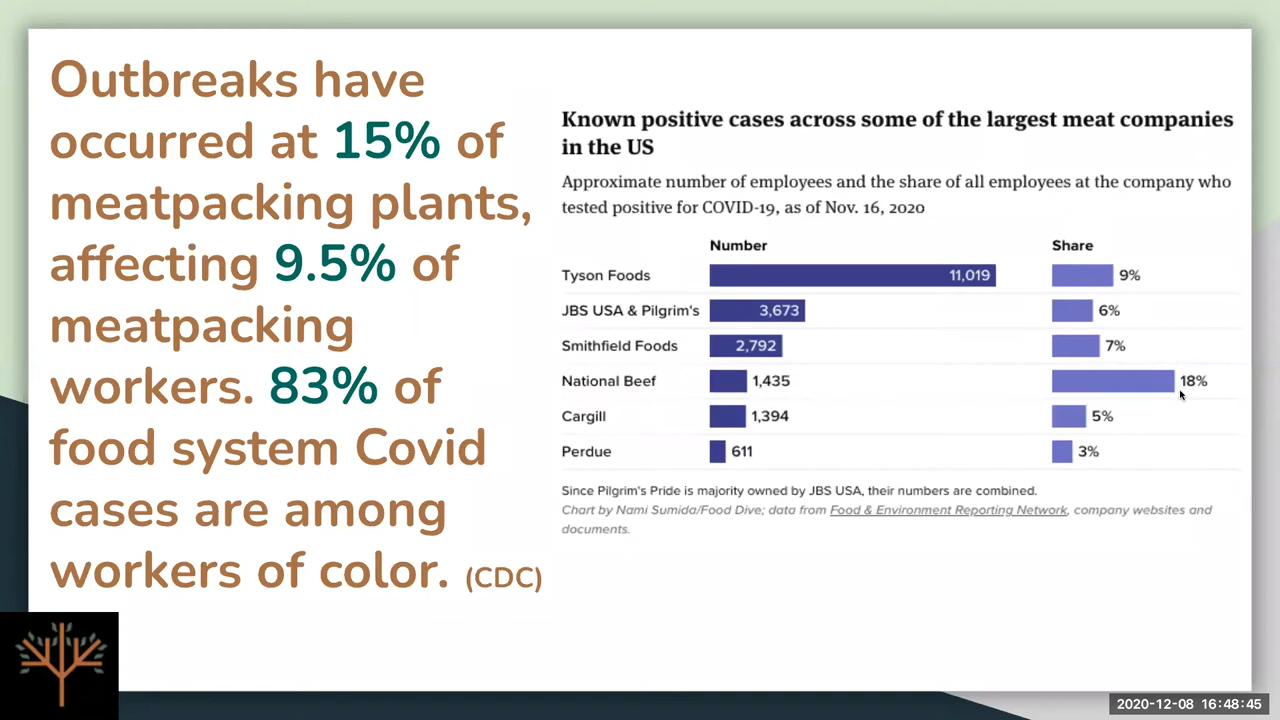 Outbreaks have
occurred at 15% of
meatpacking plants,
affecting 9.5% of
meatpacking
workers. 83% of
food system Covid
cases are among
workers of color. (CDC)
Known positive cases across some of the largest meat companies
in the US
Approximate number of employees and the share of all employees at the company who
tested positive for COVID-19, as of Nov. 16, 2020
Number Share
Tyson Foods 11,019 9%
JBS USA & Pilgrim's 3,673 6%
Smithfield Foods 2,792 7%
National Beef 1,435 18%
Cargill 1,394 5%
Perdue 611 3%
Since Pilgrim's Pride is majority owned by JBS USA, their numbers are combined.
Chart by Nami Sumida/Food Dive; data from Food & Environment Reporting Network, company websites and
documents.
2020-12-08 16:48:45